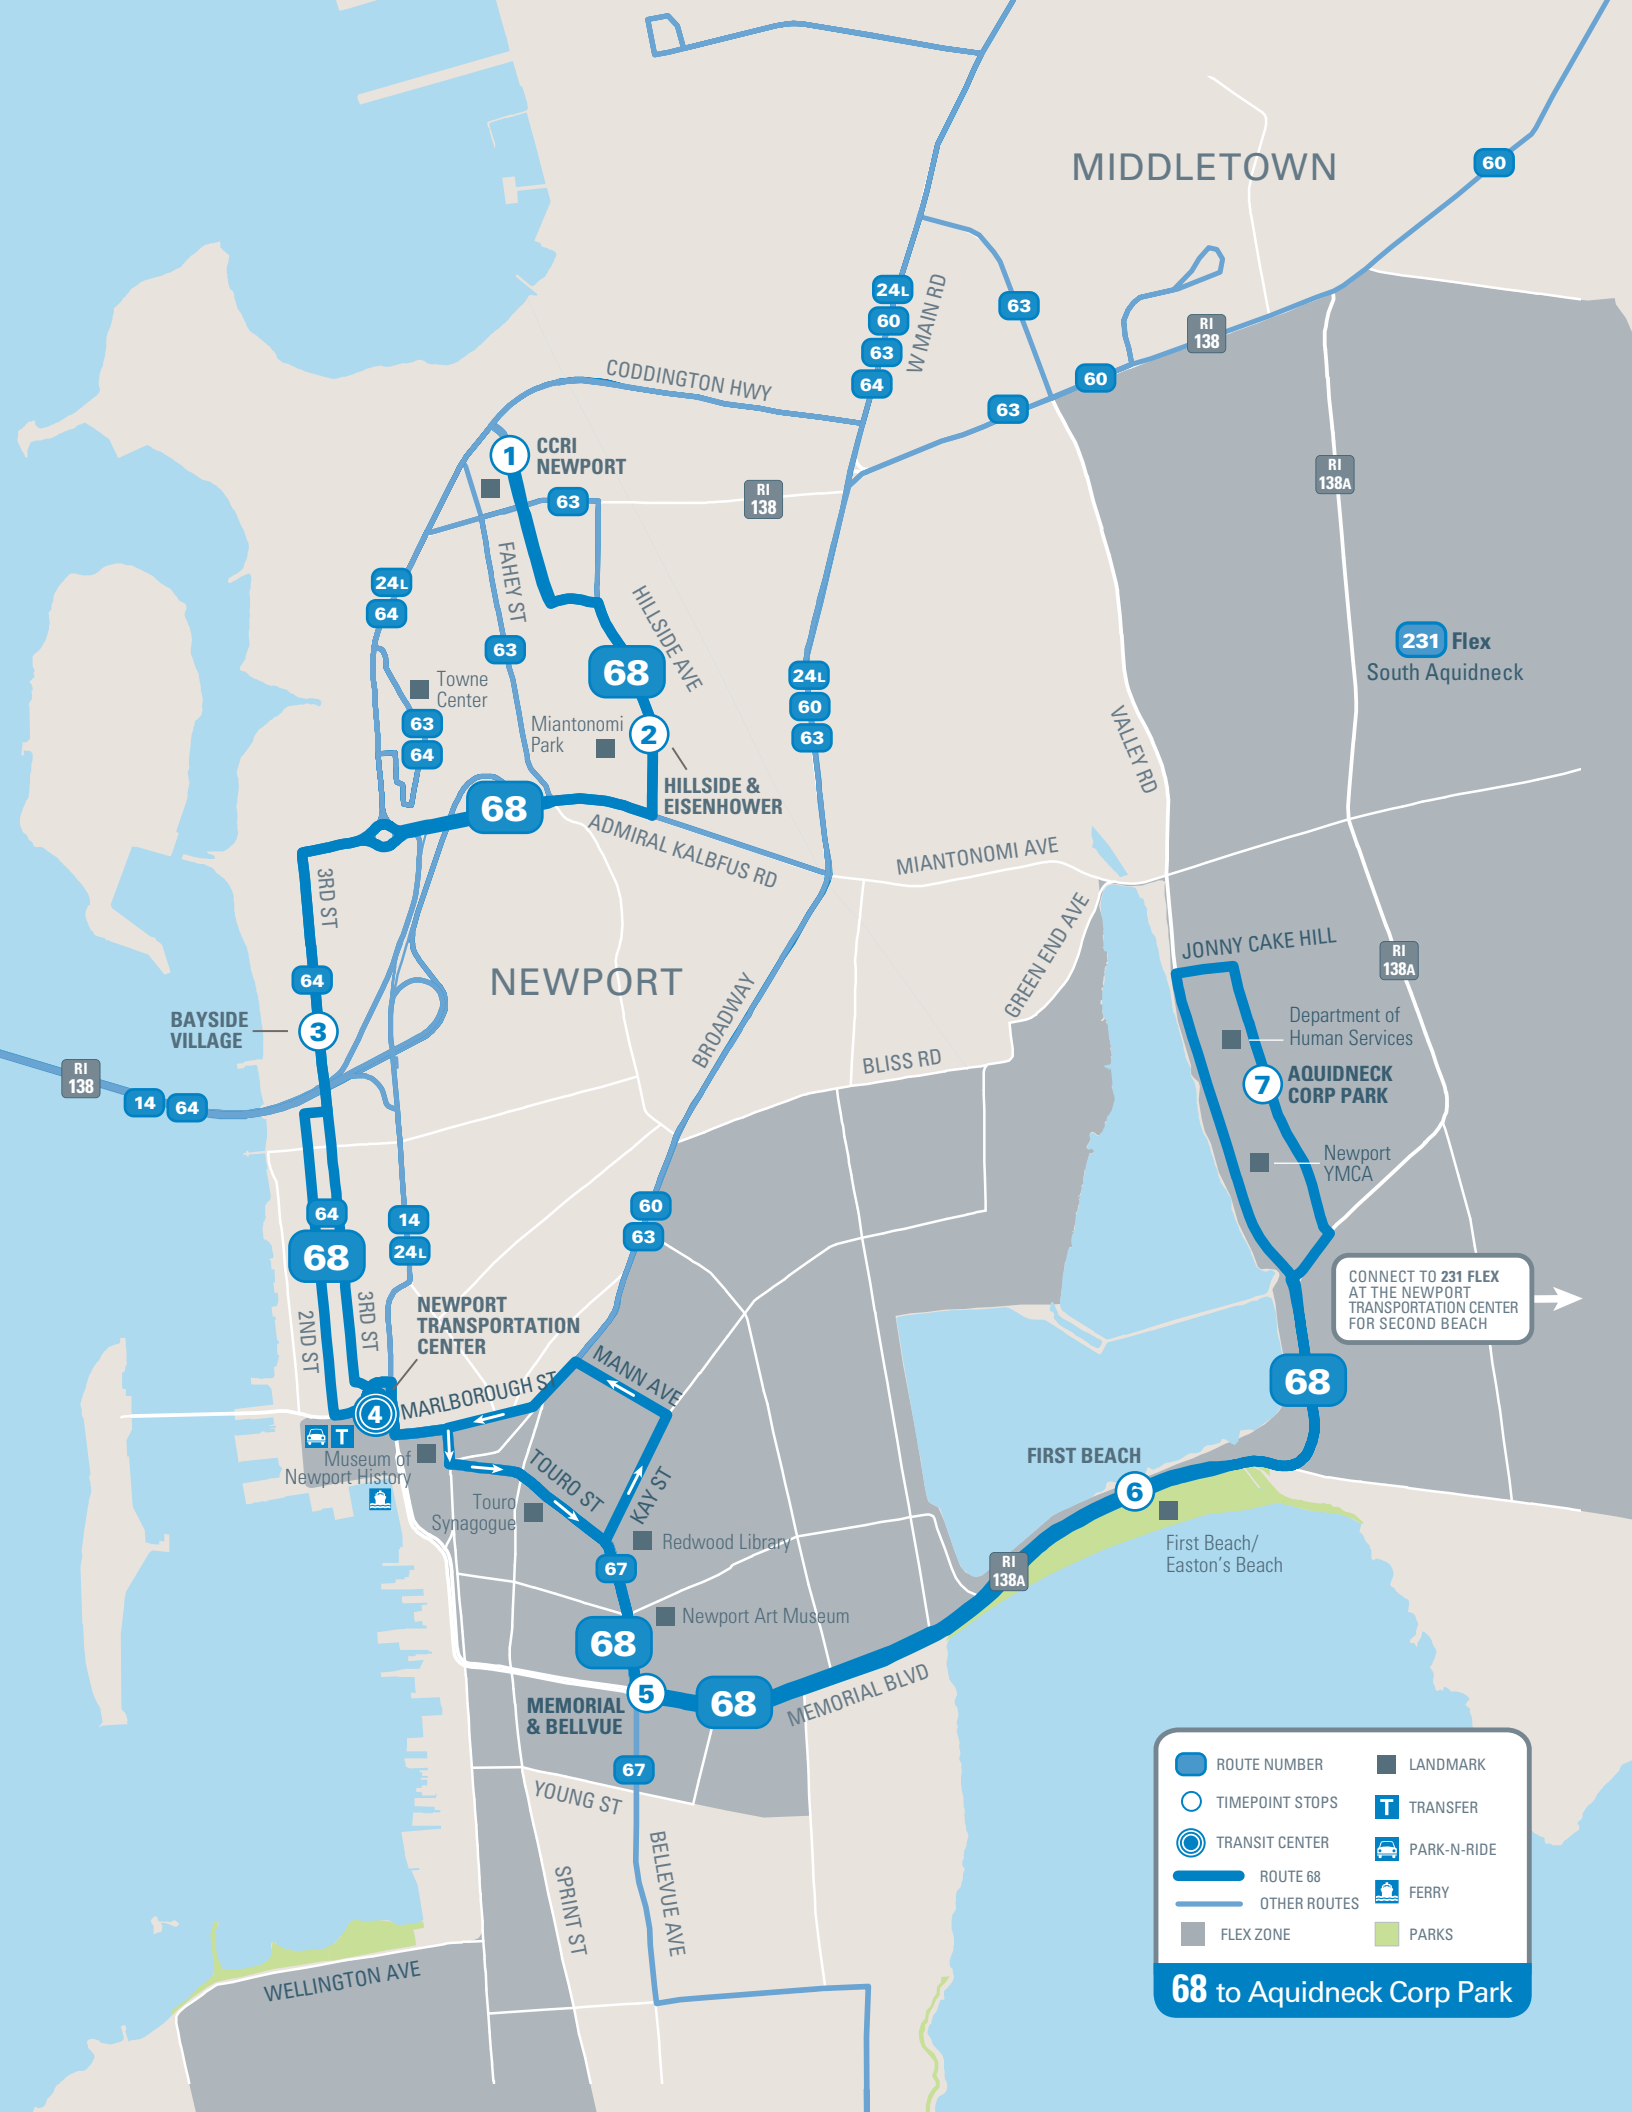 MIDDLETOWN
60
24L
60
63
64
W MAIN RD
63
RI
138
60
63
CODDINGTON HWY
1
CCRI
NEWPORT
63
RI
138
RI
138A
FAHEY ST
24L
64
HILLSIDE AVE
63
68
231 Flex
South Aquidneck
Towne
Center
63
64
Miantonomi
Park
2
24L
60
63
VALLEY RD
HILLSIDE &
EISENHOWER
68
ADMIRAL KALBFUS RD
MIANTONOMI AVE
3RD ST
GREEN END AVE
JONNY CAKE HILL
RI
138A
64
NEWPORT
BROADWAY
BAYSIDE
VILLAGE
3
Department of
Human Services
BLISS RD
RI
138
14
64
7
AQUIDNECK
CORP PARK
Newport
YMCA
64
68
14
24L
60
63
CONNECT TO 231 FLEX
AT THE NEWPORT
TRANSPORTATION CENTER
FOR SECOND BEACH
2ND ST
3RD ST
NEWPORT
TRANSPORTATION
CENTER
MANN AVE
68
4
MARLBOROUGH ST
T
Museum of
Newport History
TOURO ST
KAY ST
FIRST BEACH
6
Touro
Synagogue
Redwood Library
First Beach/
Easton's Beach
67
RI
138A
Newport Art Museum
68
5
68
MEMORIAL
& BELLVUE
MEMORIAL BLVD
67
YOUNG ST
BELLEVUE AVE
SPRINT ST
WELLINGTON AVE
ROUTE NUMBER
TIMEPOINT STOPS
TRANSIT CENTER
ROUTE 68
OTHER ROUTES
FLEX ZONE
LANDMARK
T TRANSFER
PARK-N-RIDE
FERRY
PARKS
68 to Aquidneck Corp Park